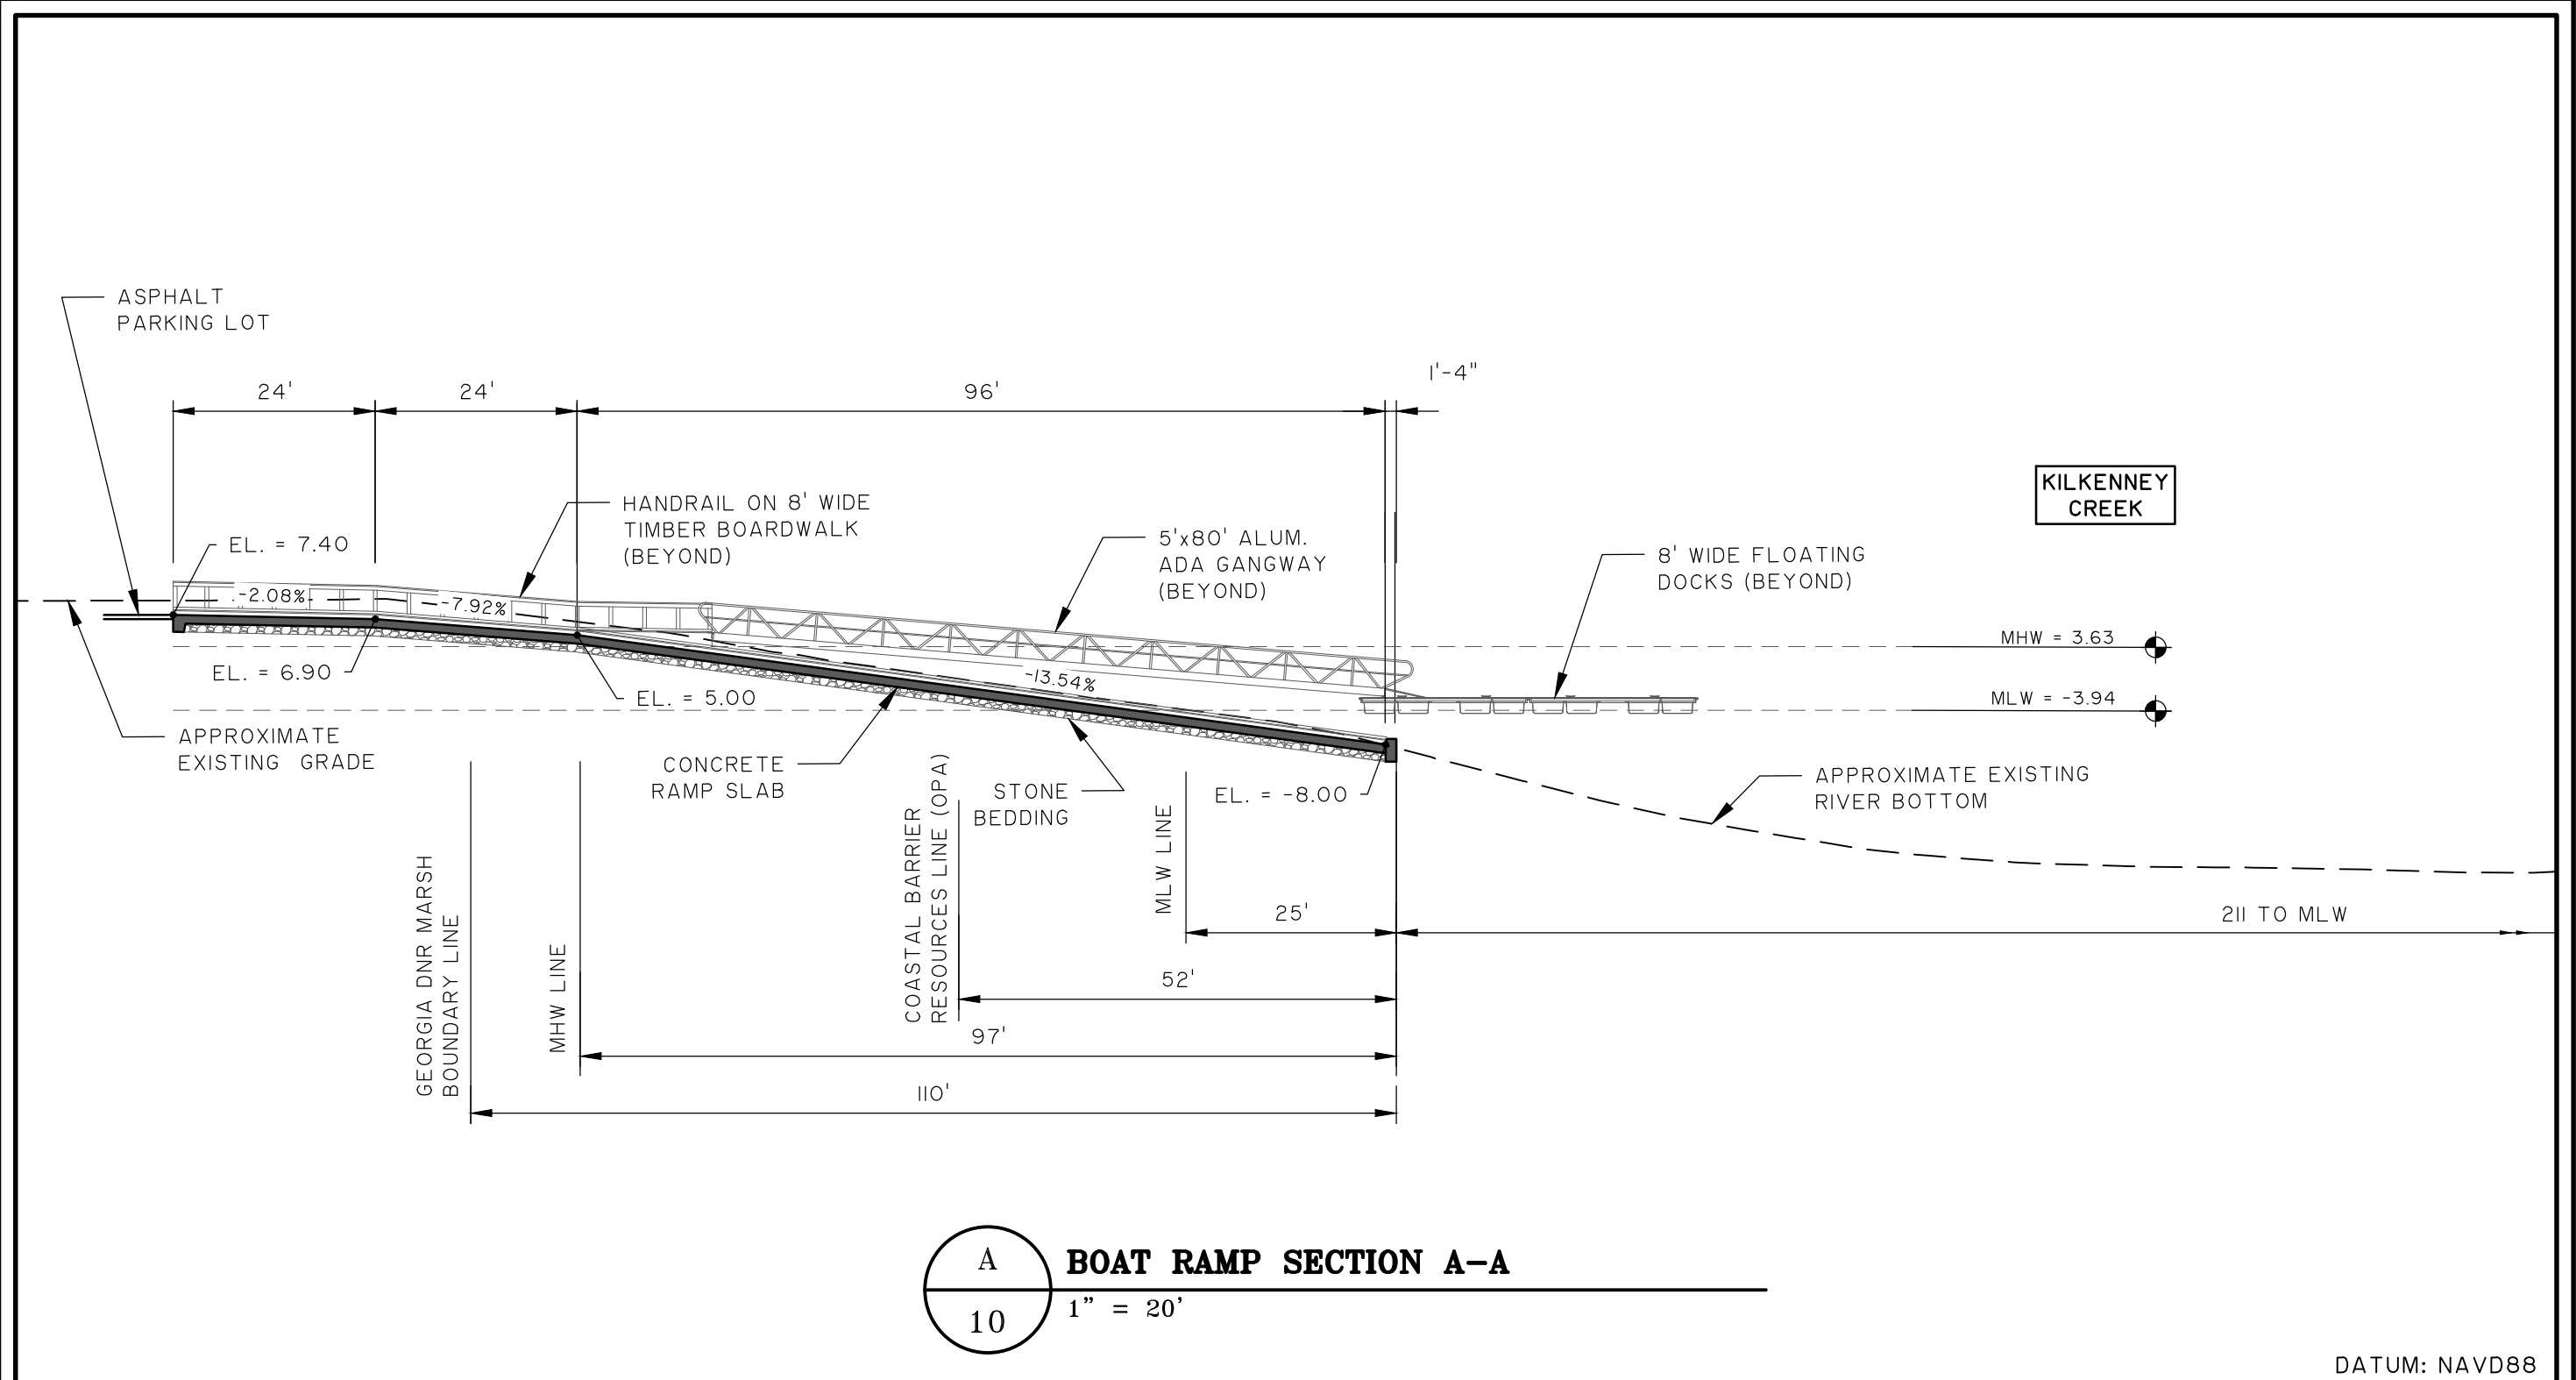 ASPHALT
PARKING LOT
24'
24'
96'
1'-4"
KILKENNEY
CREEK
HANDRAIL ON 8' WIDE
TIMBER BOARDWALK
(BEYOND)
5'x80' ALUM.
ADA GANGWAY
(BEYOND)
8' WIDE FLOATING
DOCKS (BEYOND)
EL. = 7.40
-2.08%
-7.92%
MHW = 3.63
EL. = 6.90
EL. = 5.00
-13.54%
MLW = -3.94
APPROXIMATE
EXISTING GRADE
CONCRETE
RAMP SLAB
STONE
BEDDING
EL. = -8.00
APPROXIMATE EXISTING
RIVER BOTTOM
GEORGIA DNR MARSH
BOUNDARY LINE
MHW LINE
COASTAL BARRIER
RESOURCES LINE (OPA)
MLW LINE
25'
211 TO MLW
52'
97'
110'
A
10
BOAT RAMP SECTION A-A
1" = 20'
DATUM: NAVD88